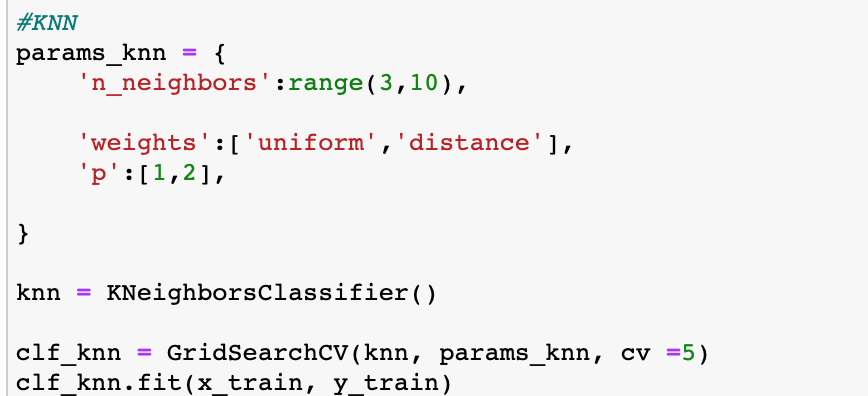 #KNN
params_knn = {
    'n_neighbors':range(3,10),
    'weights':['uniform','distance'],
    'p':[1,2],
}
knn = KNeighborsClassifier()
clf_knn = GridSearchCV(knn, params_knn, cv =5)
clf_knn.fit(x_train, y_train)